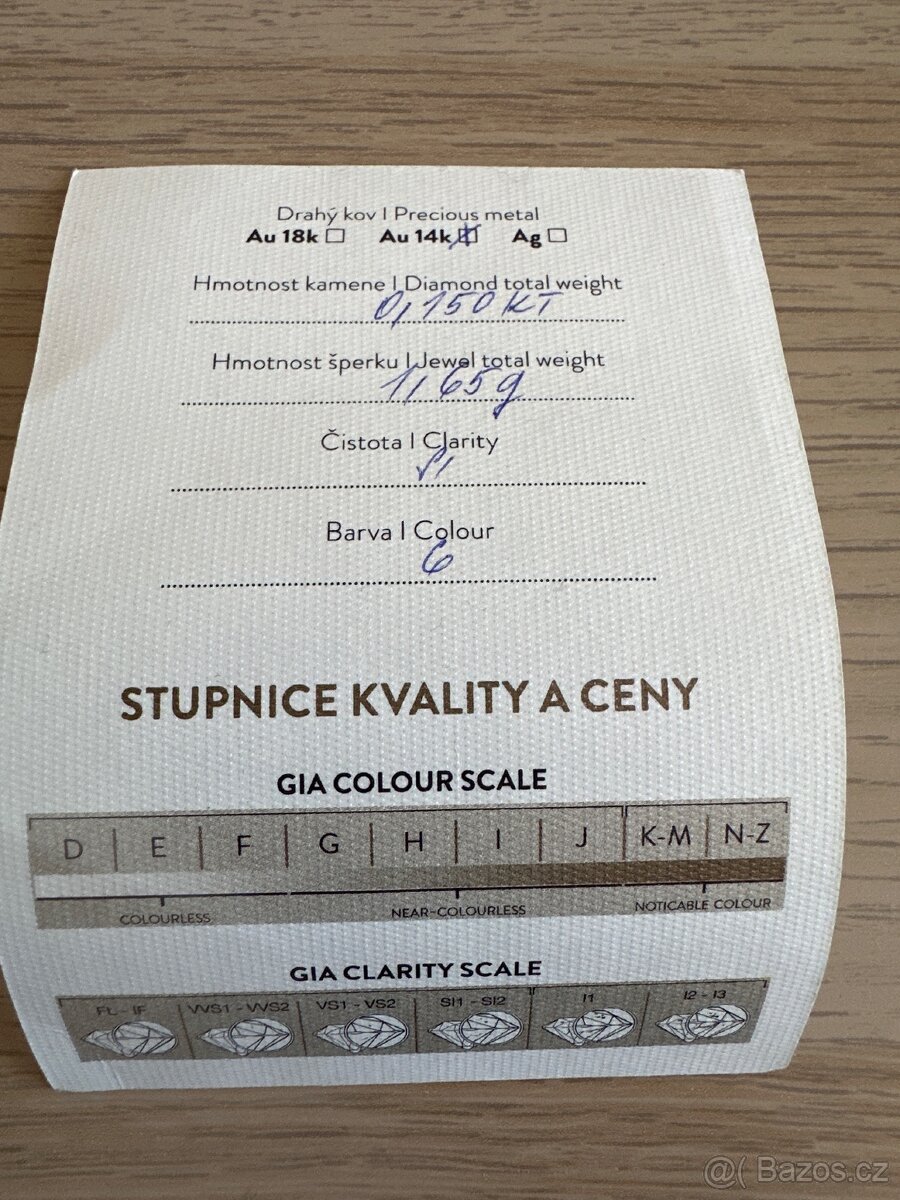 Drahý kov | Precious metal
Au 18k □ Au 14k ☒ Ag □
Hmotnost kamene | Diamond total weight
0,150 KT
Hmotnost šperku | Jewel total weight
1,65g
Čistota | Clarity
SI
Barva | Colour
G
STUPNICE KVALITY A CENY
GIA COLOUR SCALE
D | E | F | G | H | I | J | K-M | N-Z
COLOURLESS NEAR-COLOURLESS NOTICABLE COLOUR
GIA CLARITY SCALE
FL - IF VVS1 - VVS2 VS1 - VS2 SI1 - SI2 I1 I2 - I3
@( Bazos.cz